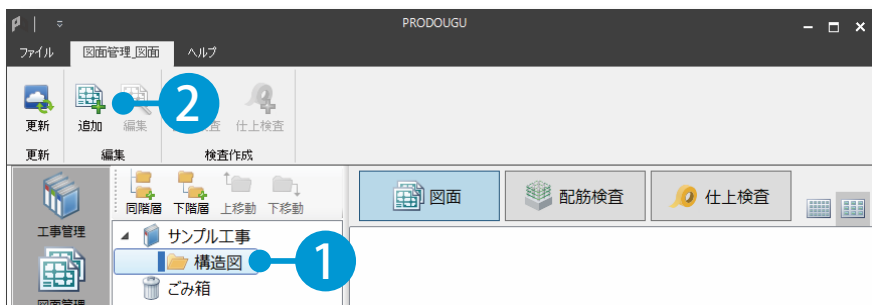 PRODOUGU
ファイル 図面管理_図面 ヘルプ
更新 追加 編集 2 査 仕上検査
更新 編集 検査作成
同階層 下階層 上移動 下移動
図面 配筋検査 仕上検査
工事管理
サンプル工事
構造図 1
ごみ箱
図面管理